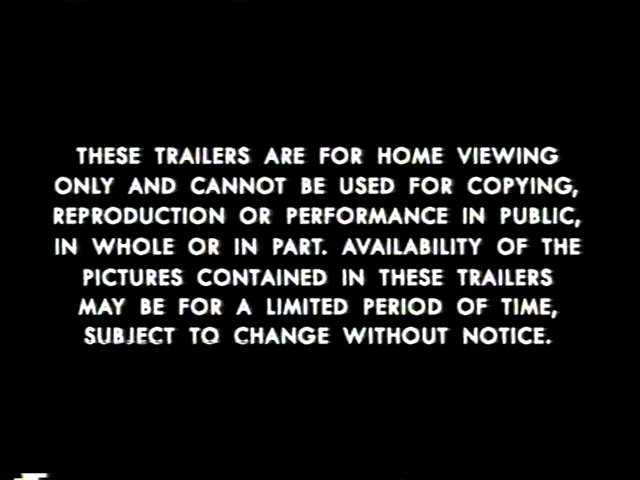 THESE TRAILERS ARE FOR HOME VIEWING
ONLY AND CANNOT BE USED FOR COPYING,
REPRODUCTION OR PERFORMANCE IN PUBLIC,
IN WHOLE OR IN PART. AVAILABILITY OF THE
PICTURES CONTAINED IN THESE TRAILERS
MAY BE FOR A LIMITED PERIOD OF TIME,
SUBJECT TO CHANGE WITHOUT NOTICE.